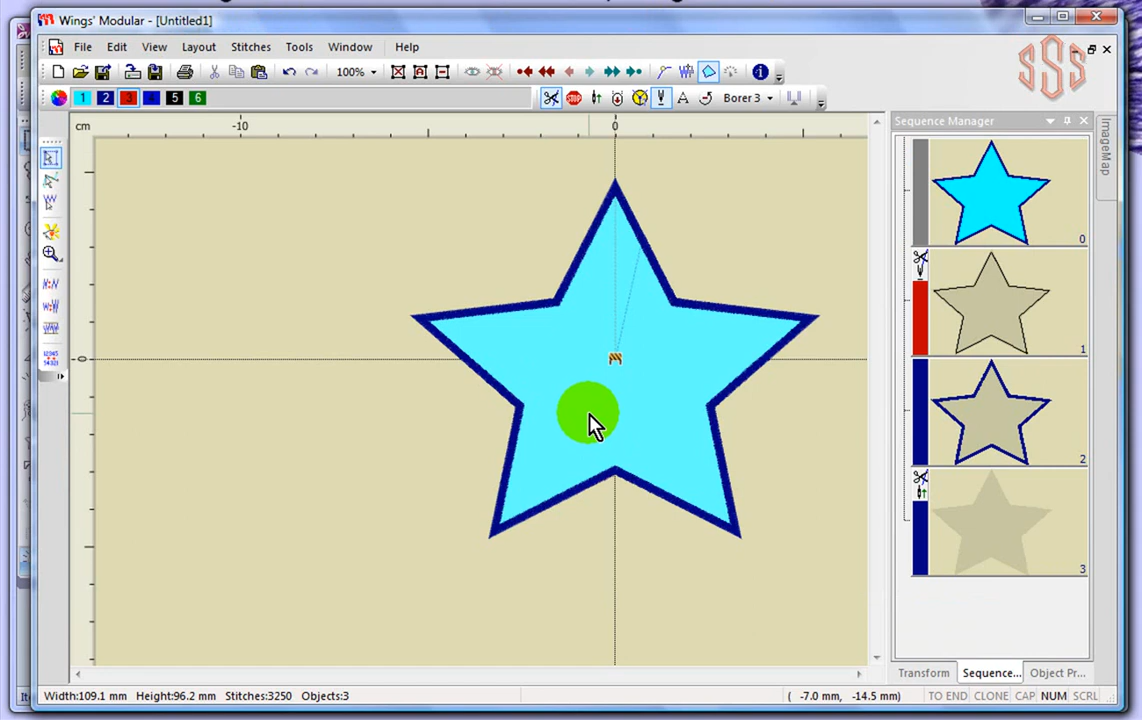 Wings' Modular - [Untitled1]
File Edit View Layout Stitches Tools Window Help
SSS
100%
1 2 3 4 5 6
Borer 3
cm
-10
0
0
Sequence Manager
ImageMap
0
1
2
3
Transform Sequence... Object Pr...
Width:109.1 mm Height:96.2 mm Stitches:3250 Objects:3
( -7.0 mm, -14.5 mm)
TO END CLONE CAP NUM SCRL